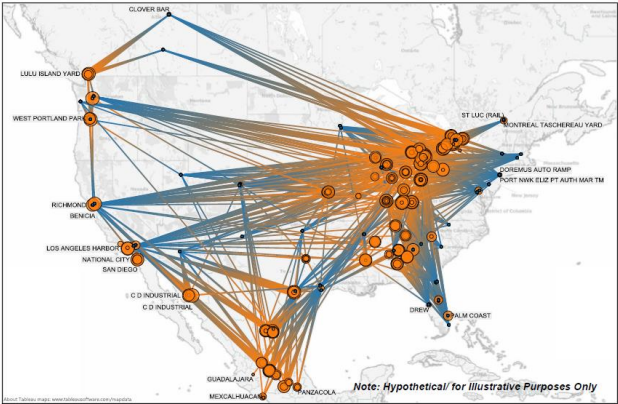 CLOVER BAR
LULU ISLAND YARD
WEST PORTLAND PARK
ST LUC (RAIL)
MONTREAL TASCHEREAU YARD
DOREMUS AUTO RAMP
PORT NWK ELIZ PT AUTH MAR TM
RICHMOND
BENICIA
LOS ANGELES HARBOR
NATIONAL CITY
SAN DIEGO
C D INDUSTRIAL
C D INDUSTRIAL
DREW
PALM COAST
GUADALAJARA
PANZACOLA
MEXCALHUACAN
Note: Hypothetical/ for Illustrative Purposes Only
About Tableau maps: www.tableausoftware.com/mapdata